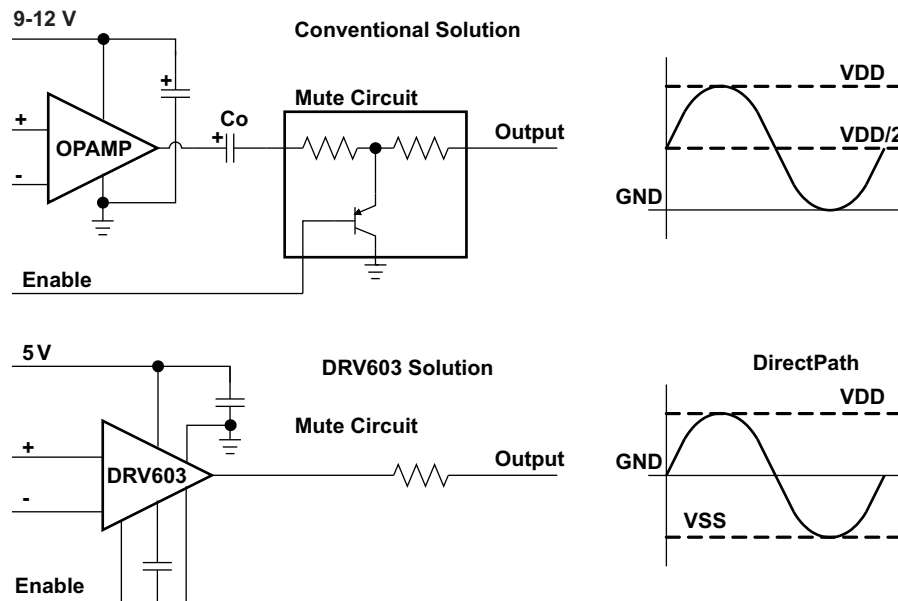 9-12 V
Conventional Solution
Mute Circuit
+
+
Co
+
OPAMP
-
Output
Enable
VDD
VDD/2
GND
5V
DRV603 Solution
Mute Circuit
+
DRV603
-
Output
Enable
DirectPath
VDD
GND
VSS